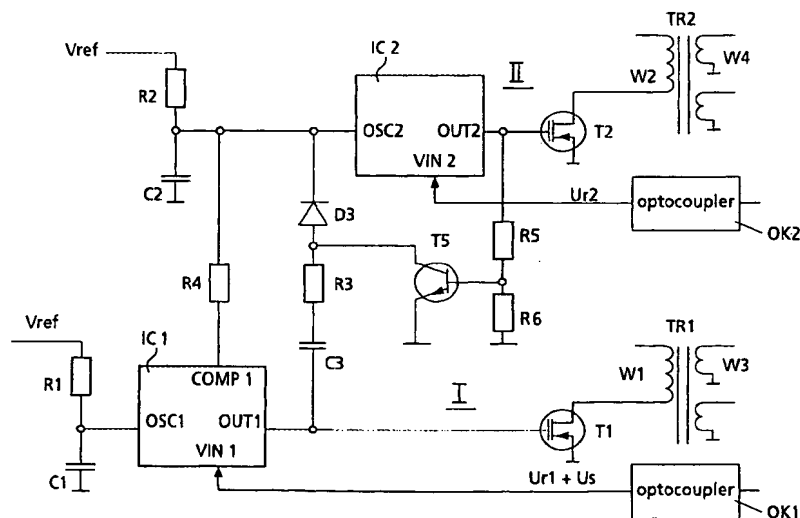 TR2
Vref
IC 2
II
R2
W2
W4
OSC2
OUT2
T2
VIN 2
C2
Ur2
optocoupler
D3
T5
R5
OK2
R4
R3
R6
Vref
TR1
IC 1
C3
W1
W3
R1
COMP 1
I
OSC1
OUT1
T1
VIN 1
C1
Ur1 + Us
optocoupler
OK1